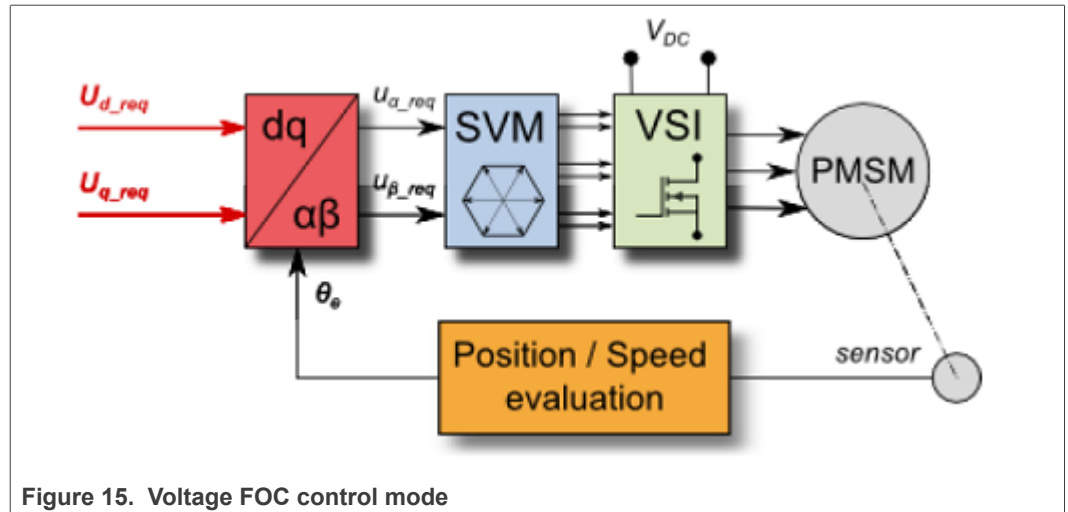 V_DC
U_d_req
u_α_req
dq
SVM
VSI
PMSM
U_q_req
u_β_req
αβ
θ_e
Position / Speed
evaluation
sensor
Figure 15. Voltage FOC control mode